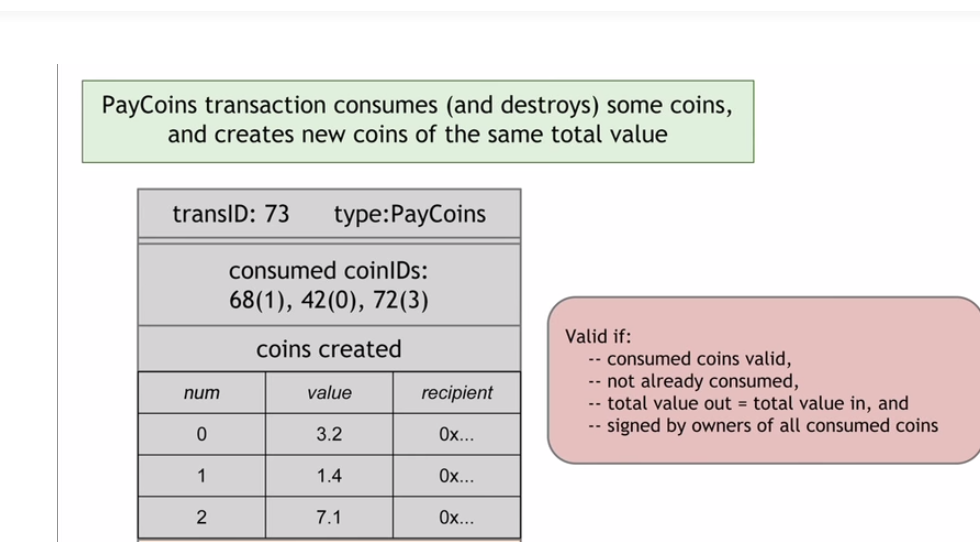 PayCoins transaction consumes (and destroys) some coins,
and creates new coins of the same total value
transID: 73 type:PayCoins
consumed coinIDs:
68(1), 42(0), 72(3)
coins created
num value recipient
0 3.2 0x...
1 1.4 0x...
2 7.1 0x...
Valid if:
-- consumed coins valid,
-- not already consumed,
-- total value out = total value in, and
-- signed by owners of all consumed coins